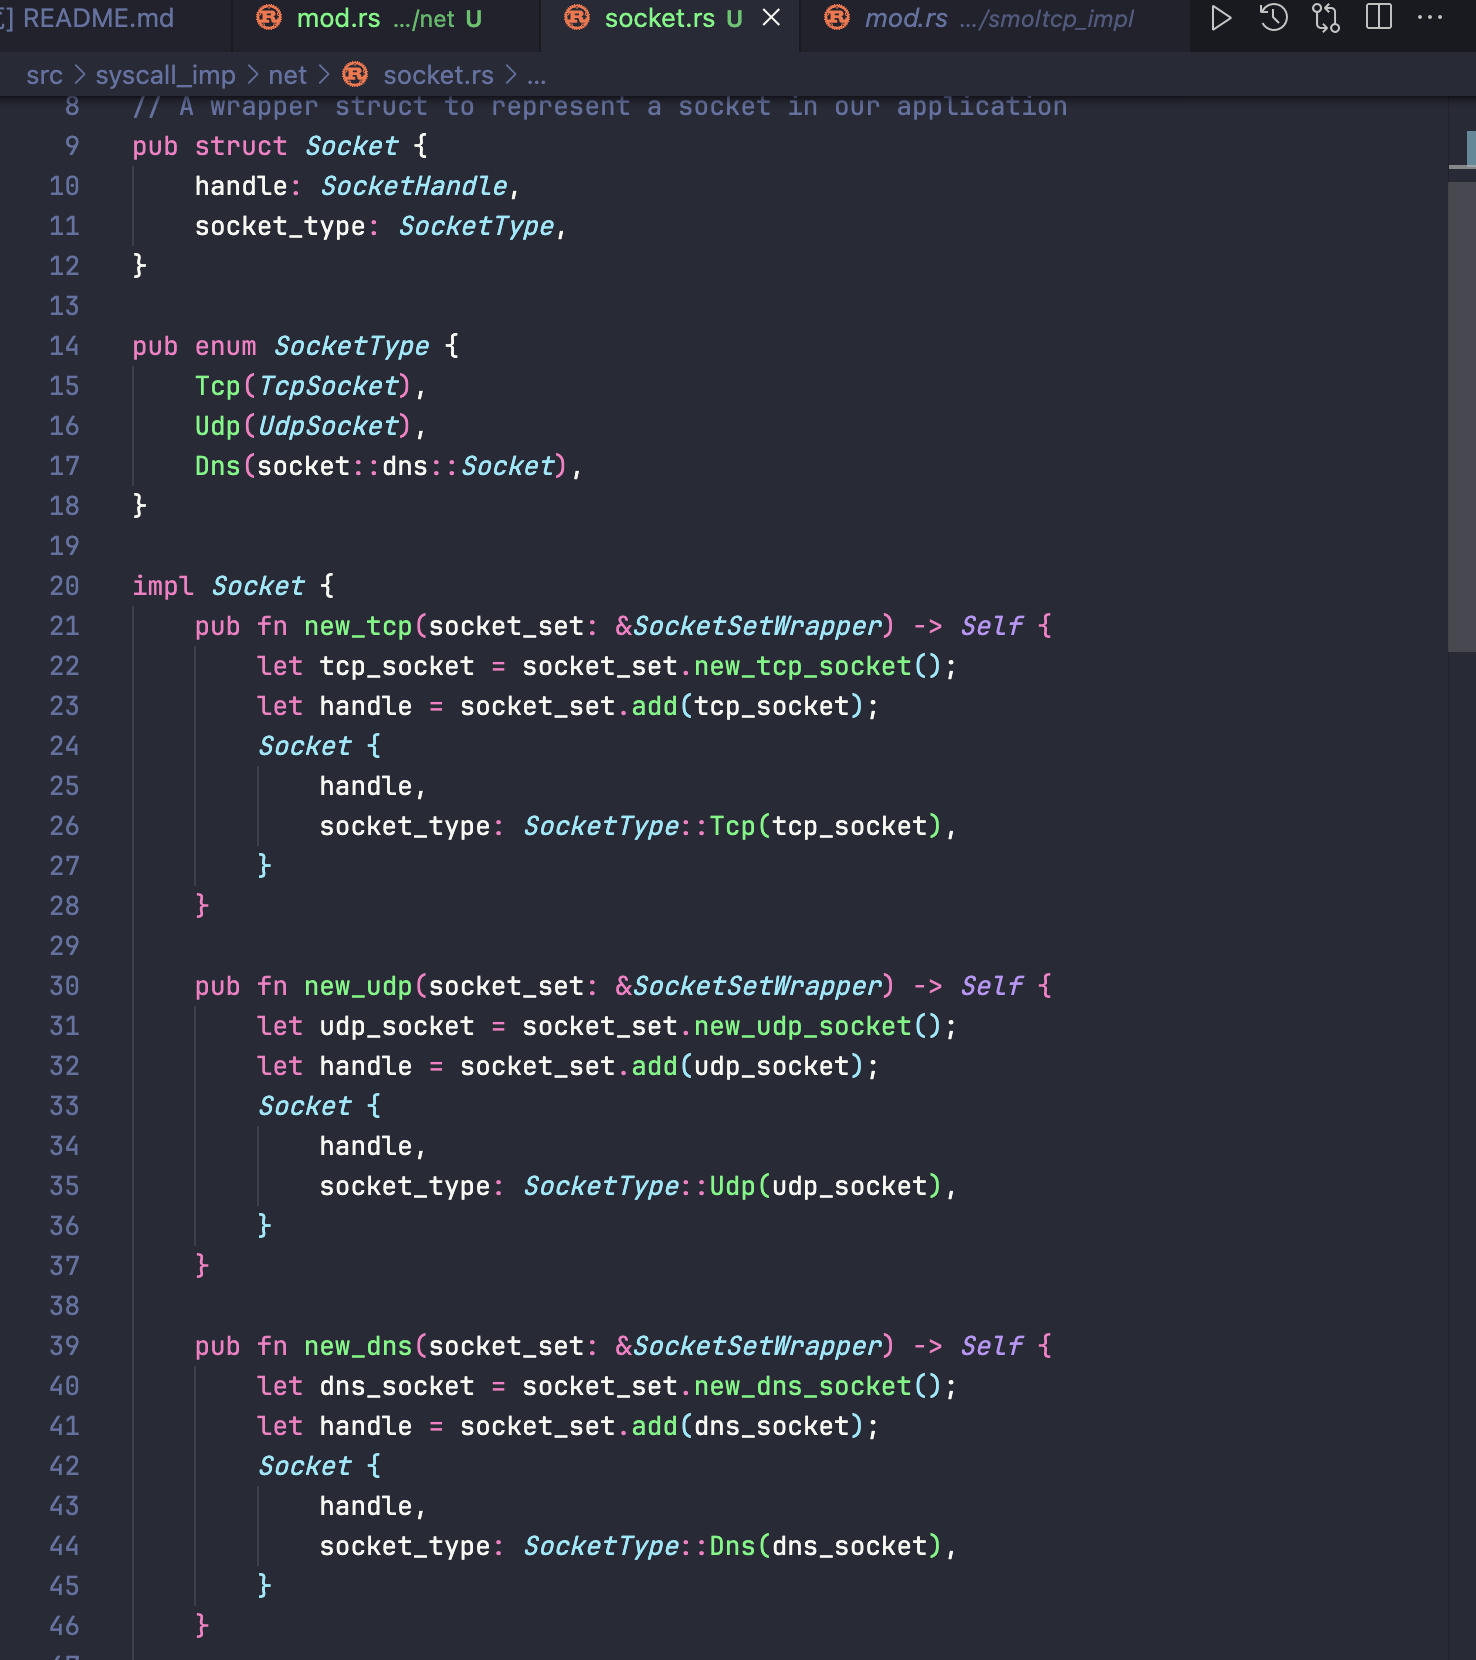 README.md mod.rs .../net U socket.rs U mod.rs .../smoltcp_impl
src > syscall_imp > net > socket.rs > ...
8 // A wrapper struct to represent a socket in our application
9 pub struct Socket {
10 handle: SocketHandle,
11 socket_type: SocketType,
12 }
13
14 pub enum SocketType {
15 Tcp(TcpSocket),
16 Udp(UdpSocket),
17 Dns(socket::dns::Socket),
18 }
19
20 impl Socket {
21 pub fn new_tcp(socket_set: &SocketSetWrapper) -> Self {
22 let tcp_socket = socket_set.new_tcp_socket();
23 let handle = socket_set.add(tcp_socket);
24 Socket {
25 handle,
26 socket_type: SocketType::Tcp(tcp_socket),
27 }
28 }
29
30 pub fn new_udp(socket_set: &SocketSetWrapper) -> Self {
31 let udp_socket = socket_set.new_udp_socket();
32 let handle = socket_set.add(udp_socket);
33 Socket {
34 handle,
35 socket_type: SocketType::Udp(udp_socket),
36 }
37 }
38
39 pub fn new_dns(socket_set: &SocketSetWrapper) -> Self {
40 let dns_socket = socket_set.new_dns_socket();
41 let handle = socket_set.add(dns_socket);
42 Socket {
43 handle,
44 socket_type: SocketType::Dns(dns_socket),
45 }
46 }